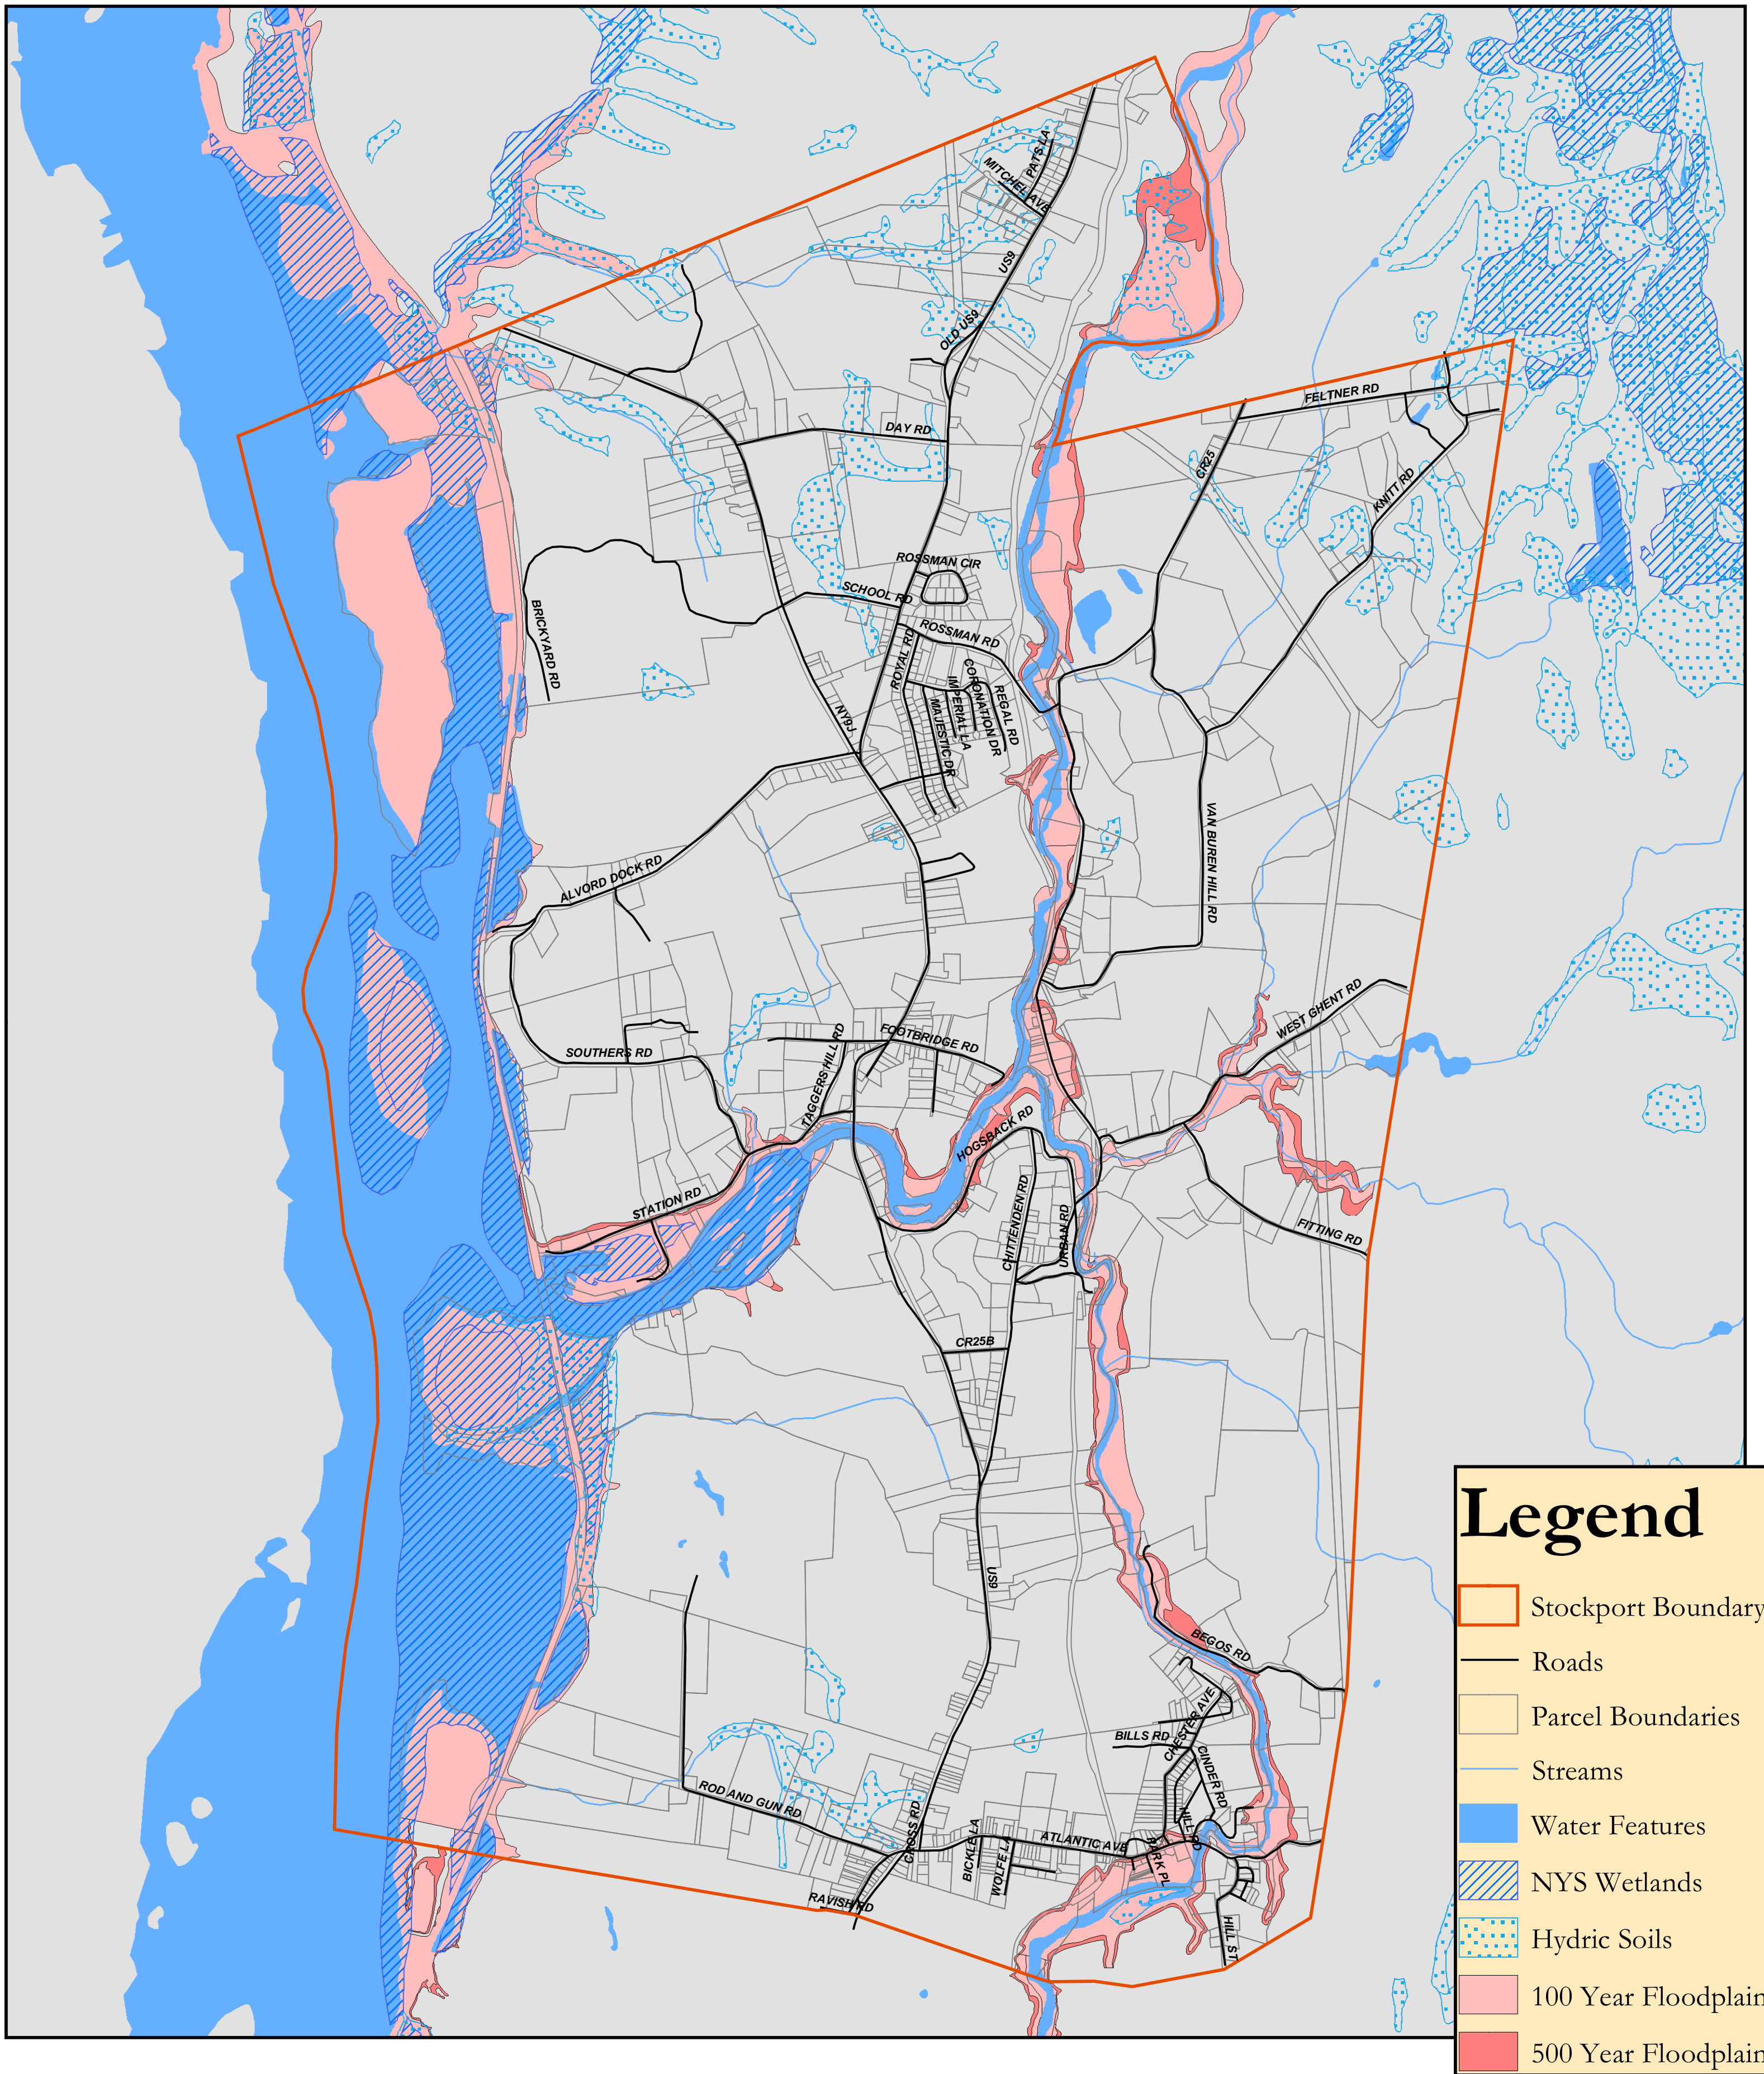 PATS LA
MITCHEL AVE
US9
OLD US9
FELTNER RD
DAY RD
CR25
KNITT RD
ROSSMAN CIR
SCHOOL RD
BRICKYARD RD
ROSSMAN RD
ROYAL RD
CORONATION DR
REGAL RD
IMPERIAL LA
MAJESTIC DR
NY9J
VAN BUREN HILL RD
ALVORD DOCK RD
WEST GHENT RD
SOUTHERS RD
TAGGERS HILL RD
FOOTBRIDGE RD
HOGSBACK RD
STATION RD
CHITTENDEN RD
URBAN RD
FITTING RD
CR25B
US9
BEGOS RD
CHESTER AVE
BILLS RD
CINDER RD
ROD AND GUN RD
CROSS RD
BICKLE LA
WOLFE LA
ATLANTIC AVE
PARK PL
HILL RD
RAVISH RD
HILL ST
Legend
Stockport Boundary
Roads
Parcel Boundaries
Streams
Water Features
NYS Wetlands
Hydric Soils
100 Year Floodplain
500 Year Floodplain